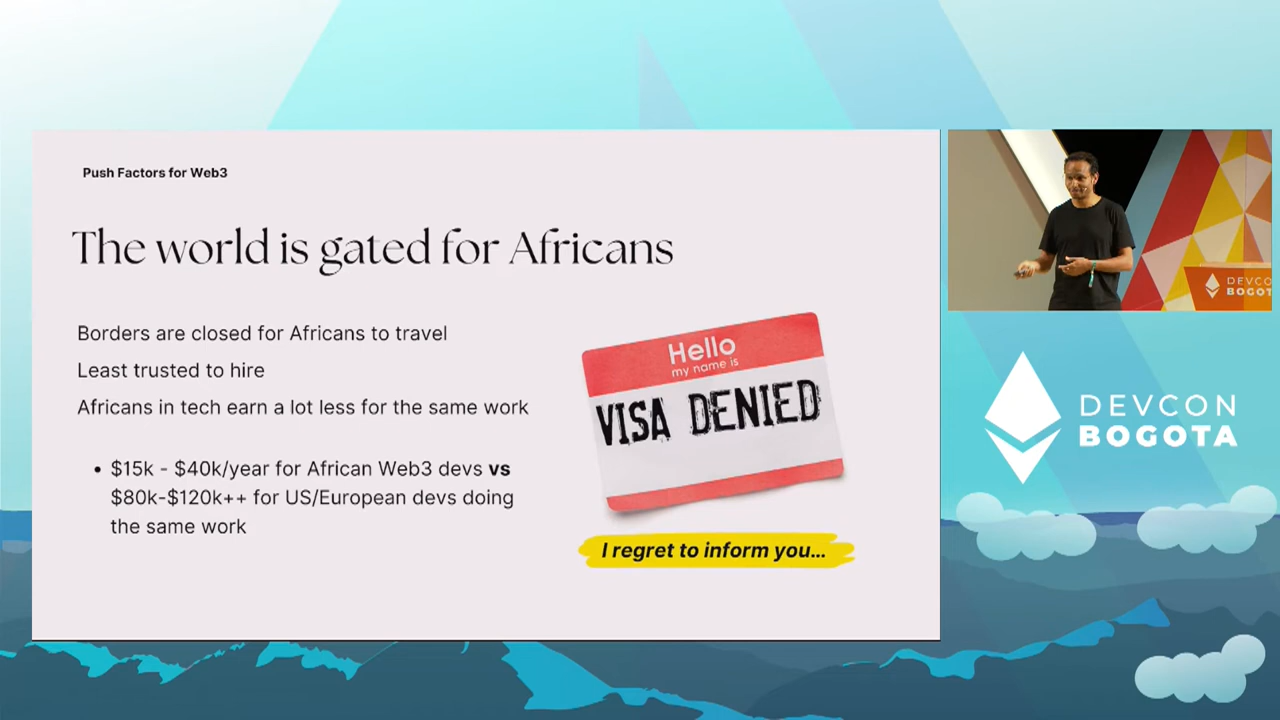 Push Factors for Web3
The world is gated for Africans
Borders are closed for Africans to travel
Least trusted to hire
Africans in tech earn a lot less for the same work
• $15k - $40k/year for African Web3 devs vs
$80k-$120k++ for US/European devs doing
the same work
Hello
my name is
VISA DENIED
I regret to inform you...
DEVCO
BOGOT
DEVCON
BOGOTA